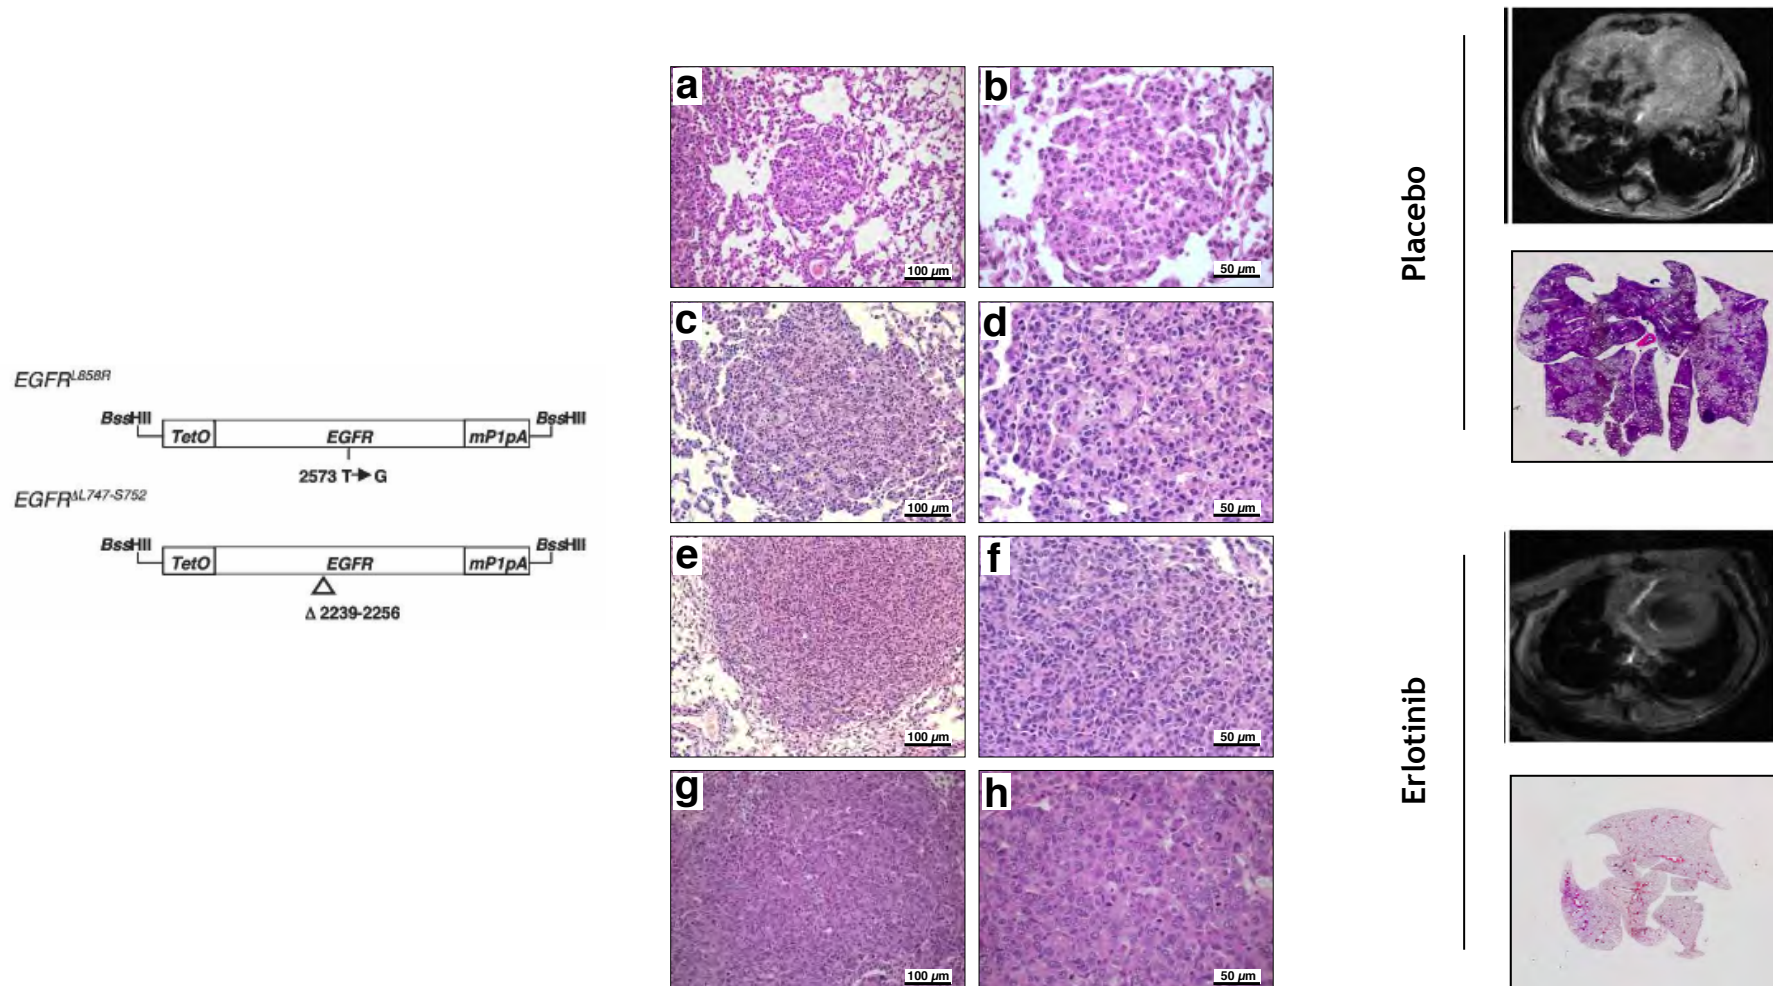 EGFR^L858R
BssHII BssHII
TetO EGFR mP1pA
2573 T→G
EGFR^ΔL747-S752
BssHII BssHII
TetO EGFR mP1pA
Δ 2239-2256
a b
100 µm 50 µm
c d
100 µm 50 µm
e f
100 µm 50 µm
g h
100 µm 50 µm
Placebo
Erlotinib